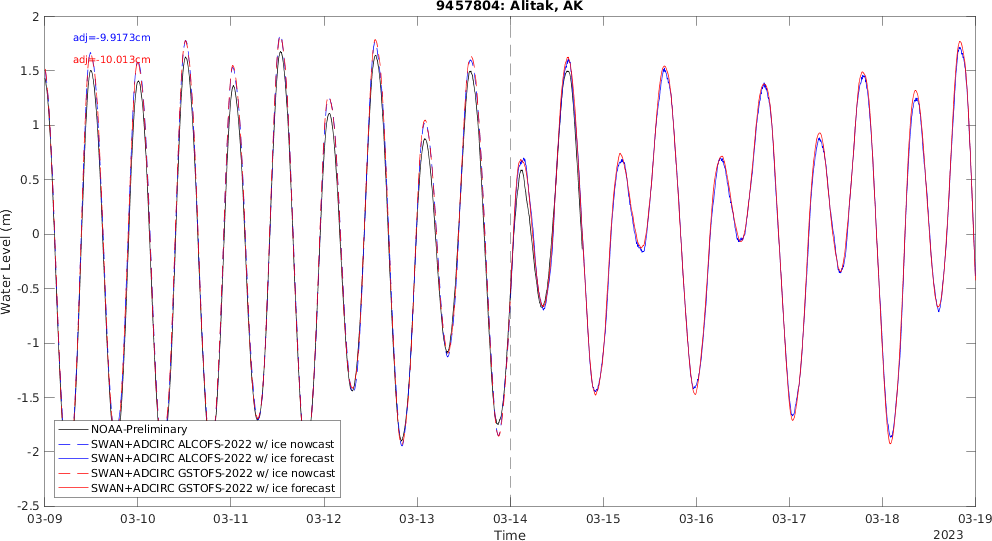 9457804: Alitak, AK
adj=-9.9173cm
adj=-10.013cm
2
1.5
1
0.5
0
-0.5
-1
-1.5
-2
-2.5
Water Level (m)
NOAA-Preliminary
SWAN+ADCIRC ALCOFS-2022 w/ ice nowcast
SWAN+ADCIRC ALCOFS-2022 w/ ice forecast
SWAN+ADCIRC GSTOFS-2022 w/ ice nowcast
SWAN+ADCIRC GSTOFS-2022 w/ ice forecast
03-09 03-10 03-11 03-12 03-13 03-14 03-15 03-16 03-17 03-18 03-19
Time
2023